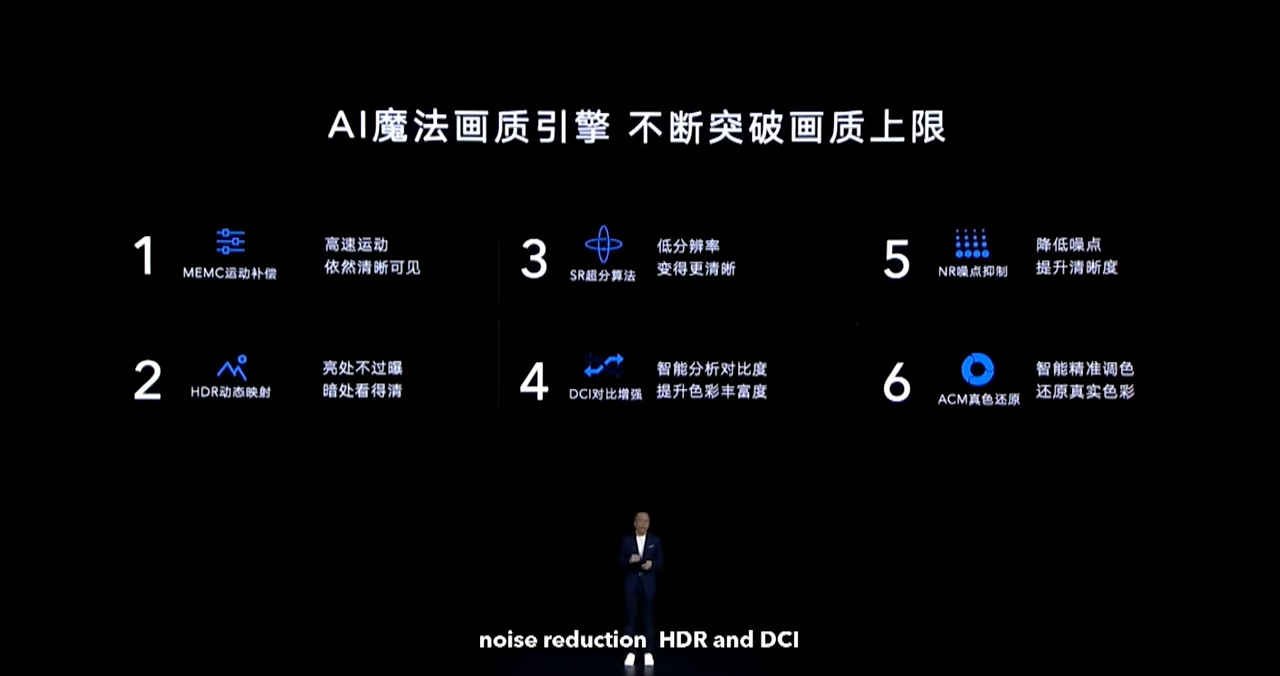 AI魔法画质引擎 不断突破画质上限
1
MEMC运动补偿
高速运动
依然清晰可见
2
HDR动态映射
亮处不过曝
暗处看得清
3
SR超分算法
低分辨率
变得更清晰
4
DCI对比增强
智能分析对比度
提升色彩丰富度
5
NR噪点抑制
降低噪点
提升清晰度
6
ACM真色还原
智能精准调色
还原真实色彩
noise reduction HDR and DCI